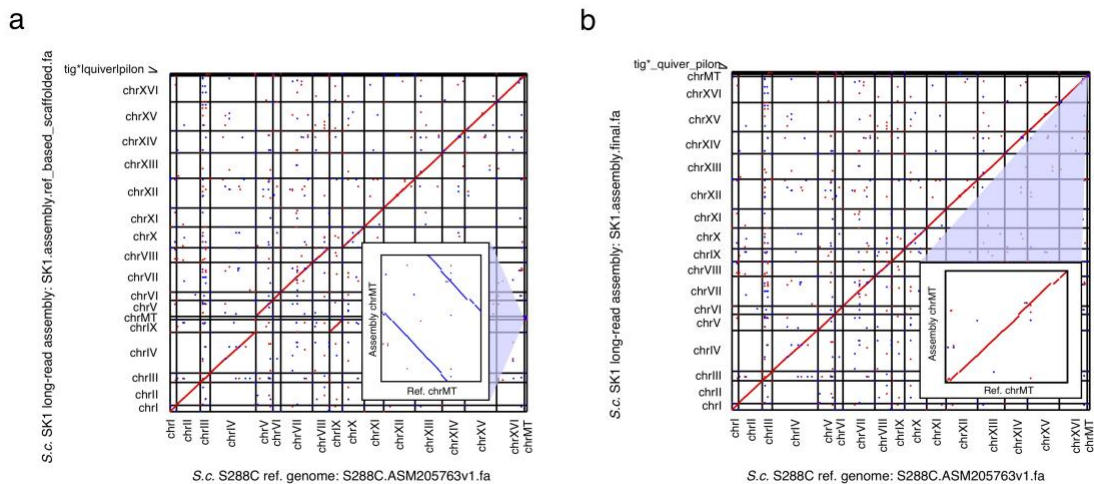 a
S.c. SK1 long-read assembly: SK1.assembly.ref_based_scaffolded.fa
tig*|quiver|pilon
chrXVI
chrXV
chrXIV
chrXIII
chrXII
chrXI
chrX
chrVIII
chrVII
chrVI
chrV
chrMT
chrIX
chrIV
chrIII
chrII
chrI
Assembly chrMT
Ref. chrMT
chrI
chrII
chrIII
chrIV
chrV
chrVI
chrVII
chrVIII
chrIX
chrX
chrXI
chrXII
chrXIII
chrXIV
chrXV
chrXVI
chrMT
S.c. S288C ref. genome: S288C.ASM205763v1.fa
b
S.c. SK1 long-read assembly: SK1.assembly.final.fa
tig*_quiver_pilon
chrMT
chrXVI
chrXV
chrXIV
chrXIII
chrXII
chrXI
chrX
chrIX
chrVIII
chrVII
chrVI
chrV
chrIV
chrIII
chrII
chrI
Assembly chrMT
Ref. chrMT
chrI
chrII
chrIII
chrIV
chrV
chrVI
chrVII
chrVIII
chrIX
chrX
chrXI
chrXII
chrXIII
chrXIV
chrXV
chrXVI
chrMT
S.c. S288C ref. genome: S288C.ASM205763v1.fa